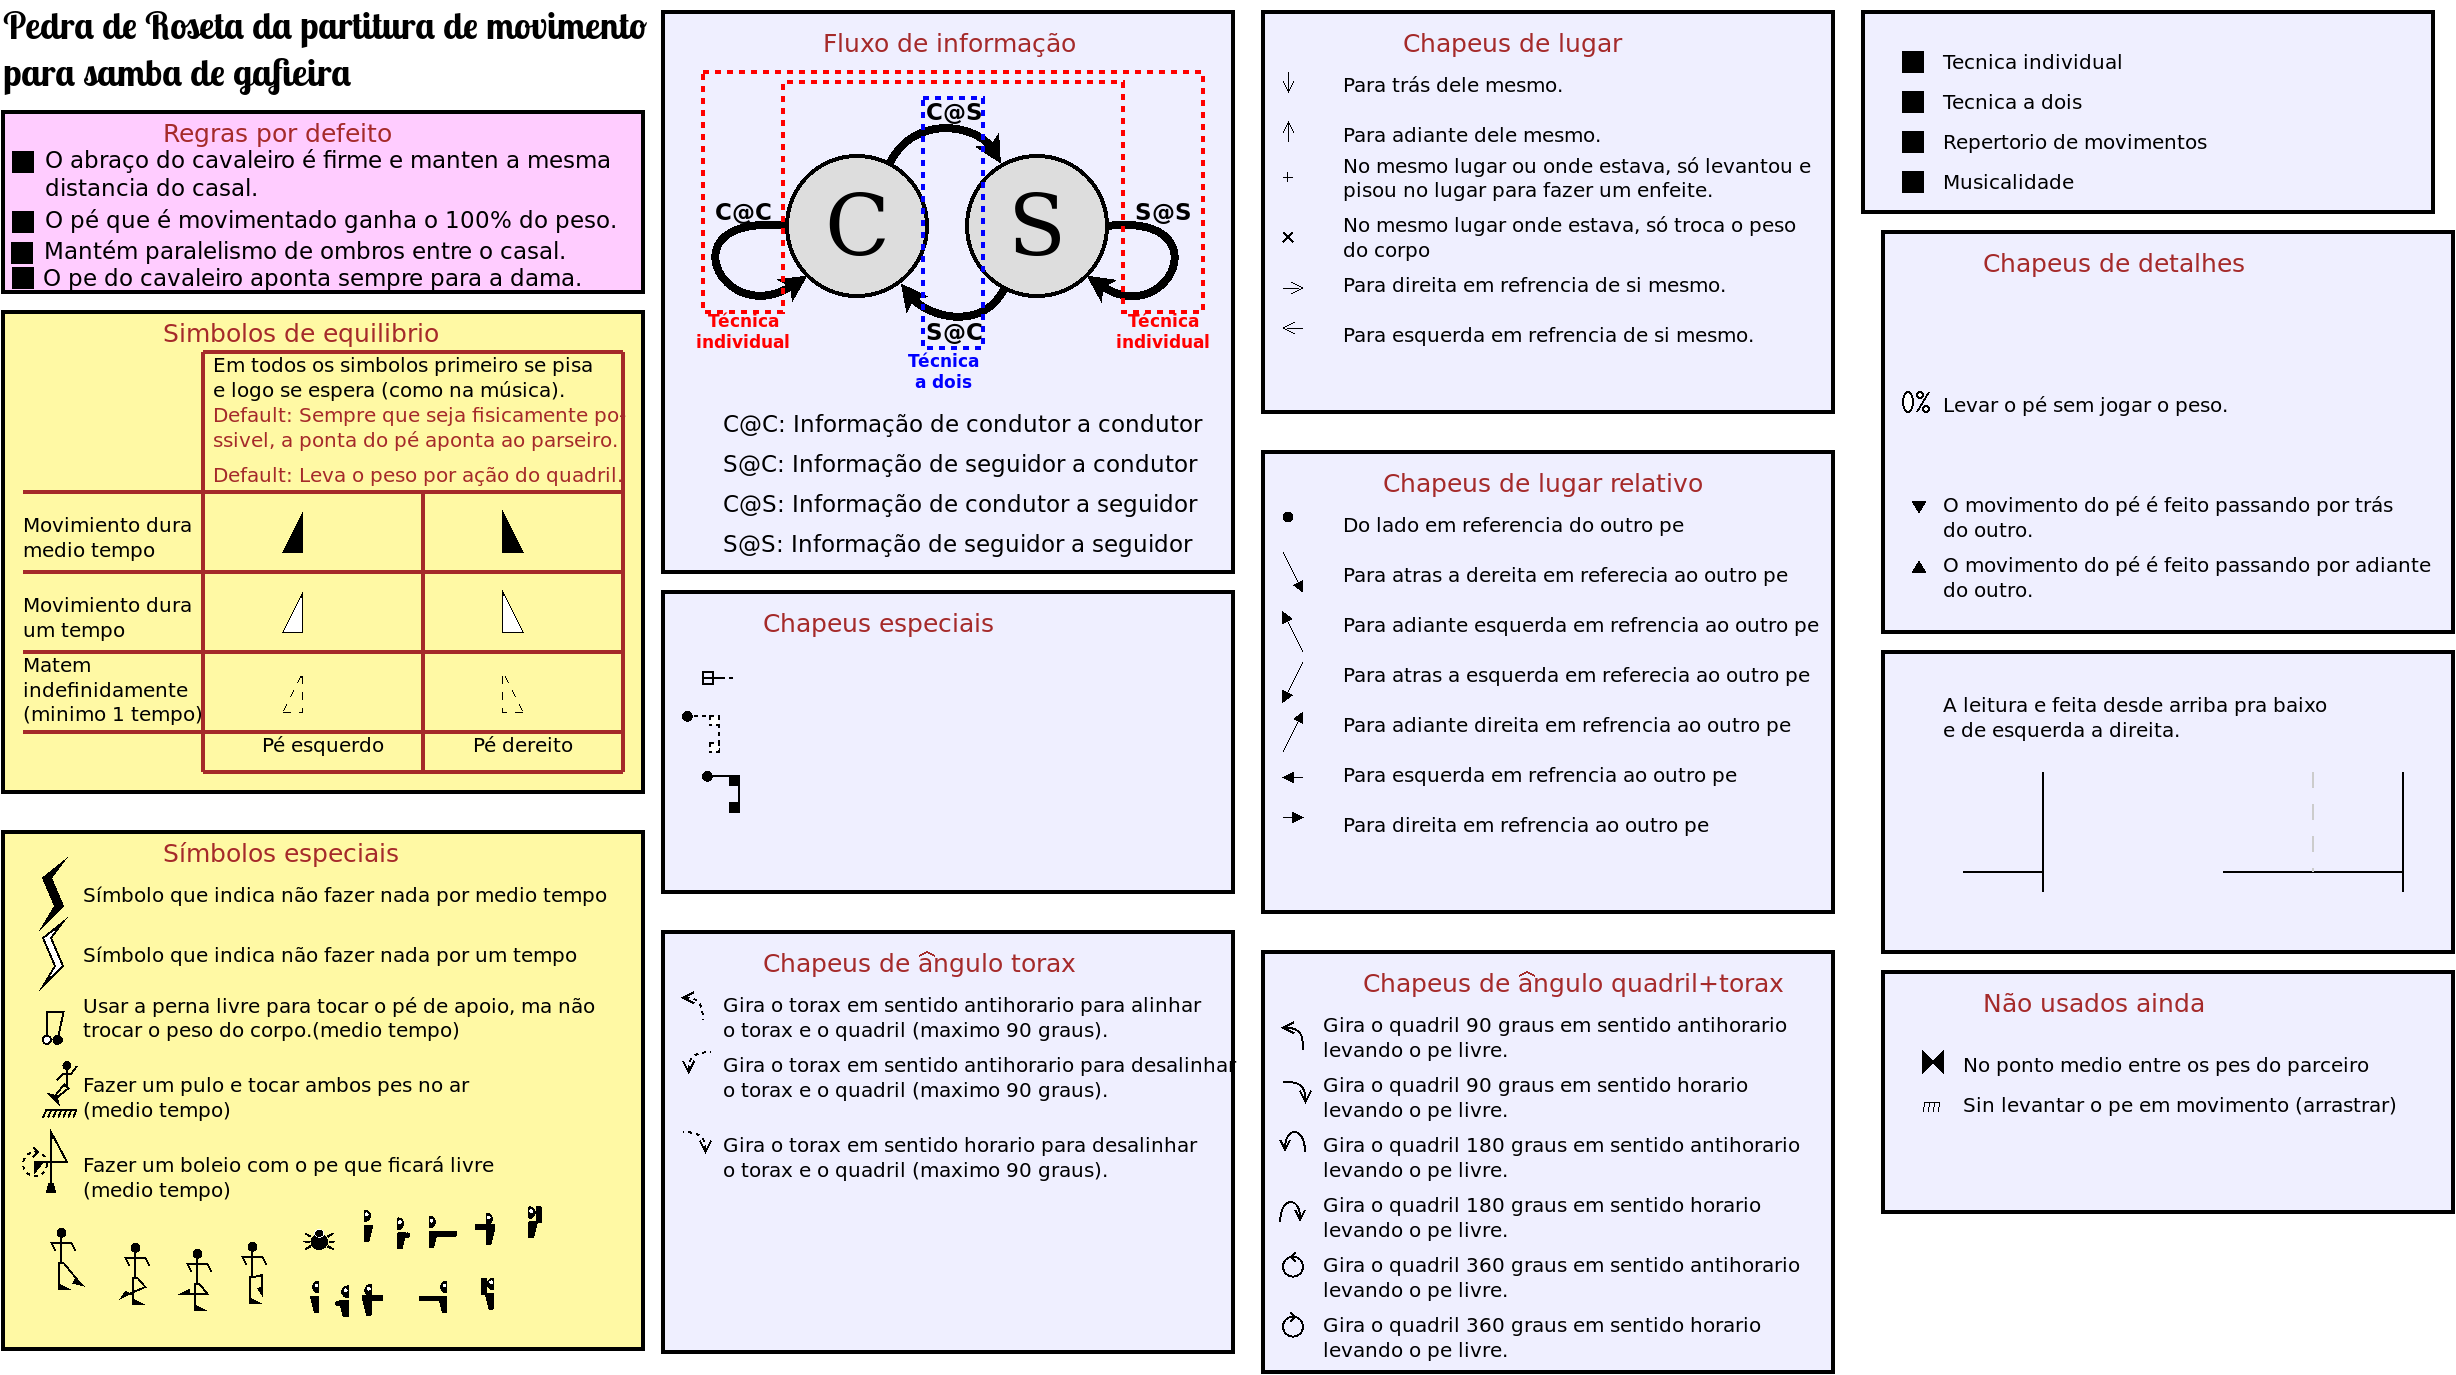 Pedra de Roseta da partitura de movimento
para samba de gafieira
Regras por defeito
O abraço do cavaleiro é firme e manten a mesma
distancia do casal.
O pé que é movimentado ganha o 100% do peso.
Mantém paralelismo de ombros entre o casal.
O pe do cavaleiro aponta sempre para a dama.
Simbolos de equilibrio
Em todos os simbolos primeiro se pisa
e logo se espera (como na música).
Default: Sempre que seja fisicamente po-
ssivel, a ponta do pé aponta ao parseiro.
Default: Leva o peso por ação do quadril.
Movimiento dura
medio tempo
Movimiento dura
um tempo
Matem
indefinidamente
(minimo 1 tempo)
Pé esquerdo
Pé dereito
Símbolos especiais
Símbolo que indica não fazer nada por medio tempo
Símbolo que indica não fazer nada por um tempo
Usar a perna livre para tocar o pé de apoio, ma não
trocar o peso do corpo.(medio tempo)
Fazer um pulo e tocar ambos pes no ar
(medio tempo)
Fazer um boleio com o pe que ficará livre
(medio tempo)
Fluxo de informação
C@S
C@C
C
S
S@S
S@C
Técnica
individual
Técnica
a dois
Técnica
individual
C@C: Informação de condutor a condutor
S@C: Informação de seguidor a condutor
C@S: Informação de condutor a seguidor
S@S: Informação de seguidor a seguidor
Chapeus especiais
Chapeus de ângulo torax
Gira o torax em sentido antihorario para alinhar
o torax e o quadril (maximo 90 graus).
Gira o torax em sentido antihorario para desalinhar
o torax e o quadril (maximo 90 graus).
Gira o torax em sentido horario para desalinhar
o torax e o quadril (maximo 90 graus).
Chapeus de lugar
Para trás dele mesmo.
Para adiante dele mesmo.
No mesmo lugar ou onde estava, só levantou e
pisou no lugar para fazer um enfeite.
No mesmo lugar onde estava, só troca o peso
do corpo
Para direita em refrencia de si mesmo.
Para esquerda em refrencia de si mesmo.
Chapeus de lugar relativo
Do lado em referencia do outro pe
Para atras a dereita em referecia ao outro pe
Para adiante esquerda em refrencia ao outro pe
Para atras a esquerda em referecia ao outro pe
Para adiante direita em refrencia ao outro pe
Para esquerda em refrencia ao outro pe
Para direita em refrencia ao outro pe
Chapeus de ângulo quadril+torax
Gira o quadril 90 graus em sentido antihorario
levando o pe livre.
Gira o quadril 90 graus em sentido horario
levando o pe livre.
Gira o quadril 180 graus em sentido antihorario
levando o pe livre.
Gira o quadril 180 graus em sentido horario
levando o pe livre.
Gira o quadril 360 graus em sentido antihorario
levando o pe livre.
Gira o quadril 360 graus em sentido horario
levando o pe livre.
Tecnica individual
Tecnica a dois
Repertorio de movimentos
Musicalidade
Chapeus de detalhes
0% Levar o pé sem jogar o peso.
O movimento do pé é feito passando por trás
do outro.
O movimento do pé é feito passando por adiante
do outro.
A leitura e feita desde arriba pra baixo
e de esquerda a direita.
Não usados ainda
No ponto medio entre os pes do parceiro
Sin levantar o pe em movimento (arrastrar)